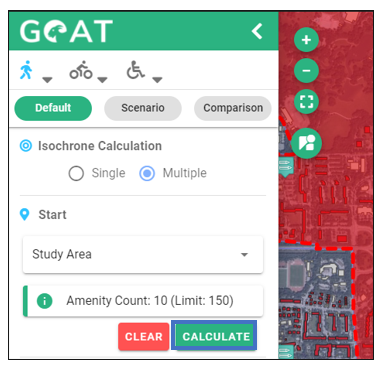 GOAT
Default Scenario Comparison
Isochrone Calculation
Single Multiple
Start
Study Area
Amenity Count: 10 (Limit: 150)
CLEAR CALCULATE